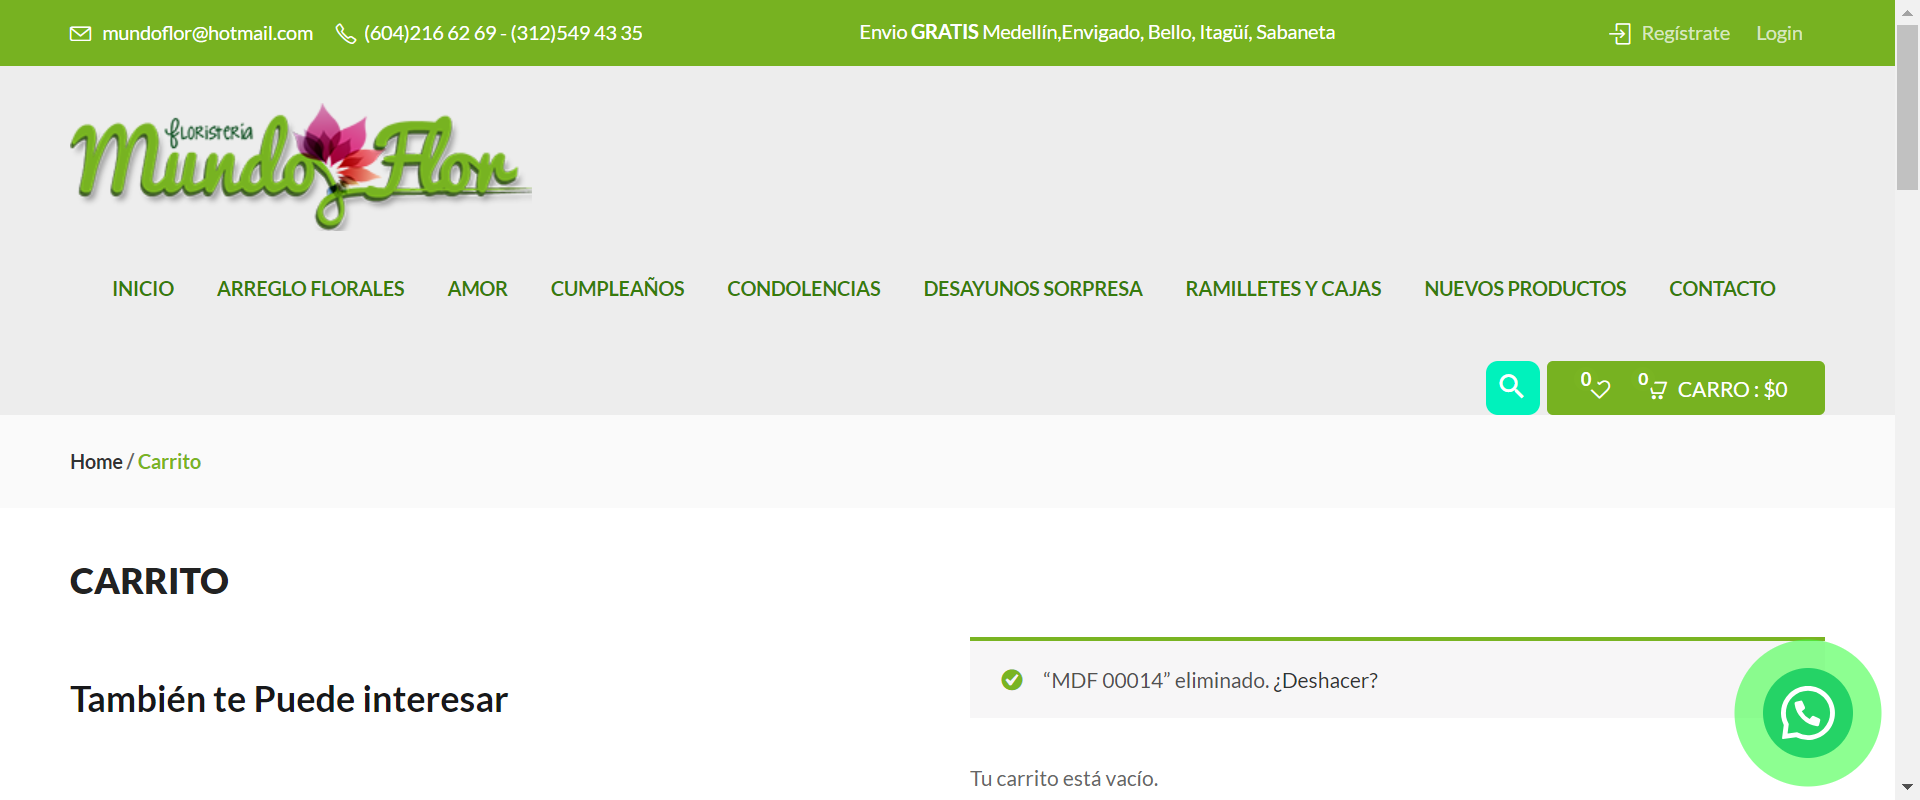 mundoflor@hotmail.com (604)216 62 69 - (312)549 43 35 Envio GRATIS Medellín,Envigado, Bello, Itagüí, Sabaneta Regístrate Login
floristería
Mundo Flor
INICIO ARREGLO FLORALES AMOR CUMPLEAÑOS CONDOLENCIAS DESAYUNOS SORPRESA RAMILLETES Y CAJAS NUEVOS PRODUCTOS CONTACTO
0 0 CARRO : $0
Home / Carrito
CARRITO
También te Puede interesar
“MDF 00014” eliminado. ¿Deshacer?
Tu carrito está vacío.